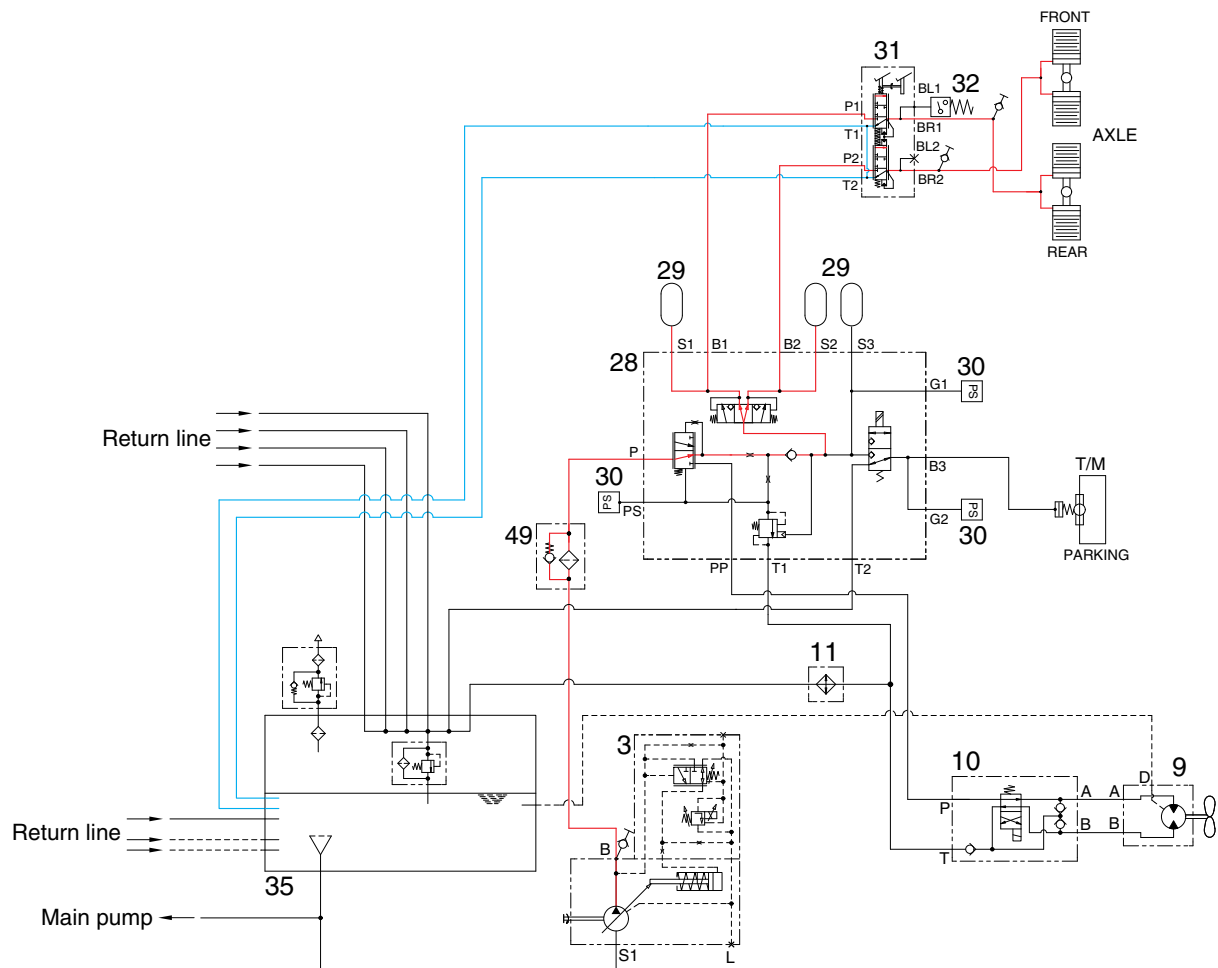 FRONT
31
32
BL1
P1
BR1
T1
AXLE
BL2
P2
T2
BR2
REAR
29
29
S1
B1
B2
S2
S3
28
30
G1
PS
Return line
P
30
B3
T/M
PS
PS
G2
PS
30
49
PARKING
PP
T1
T2
11
3
10
D
9
A
A
P
B
B
Return line
B
T
35
Main pump
S1
L